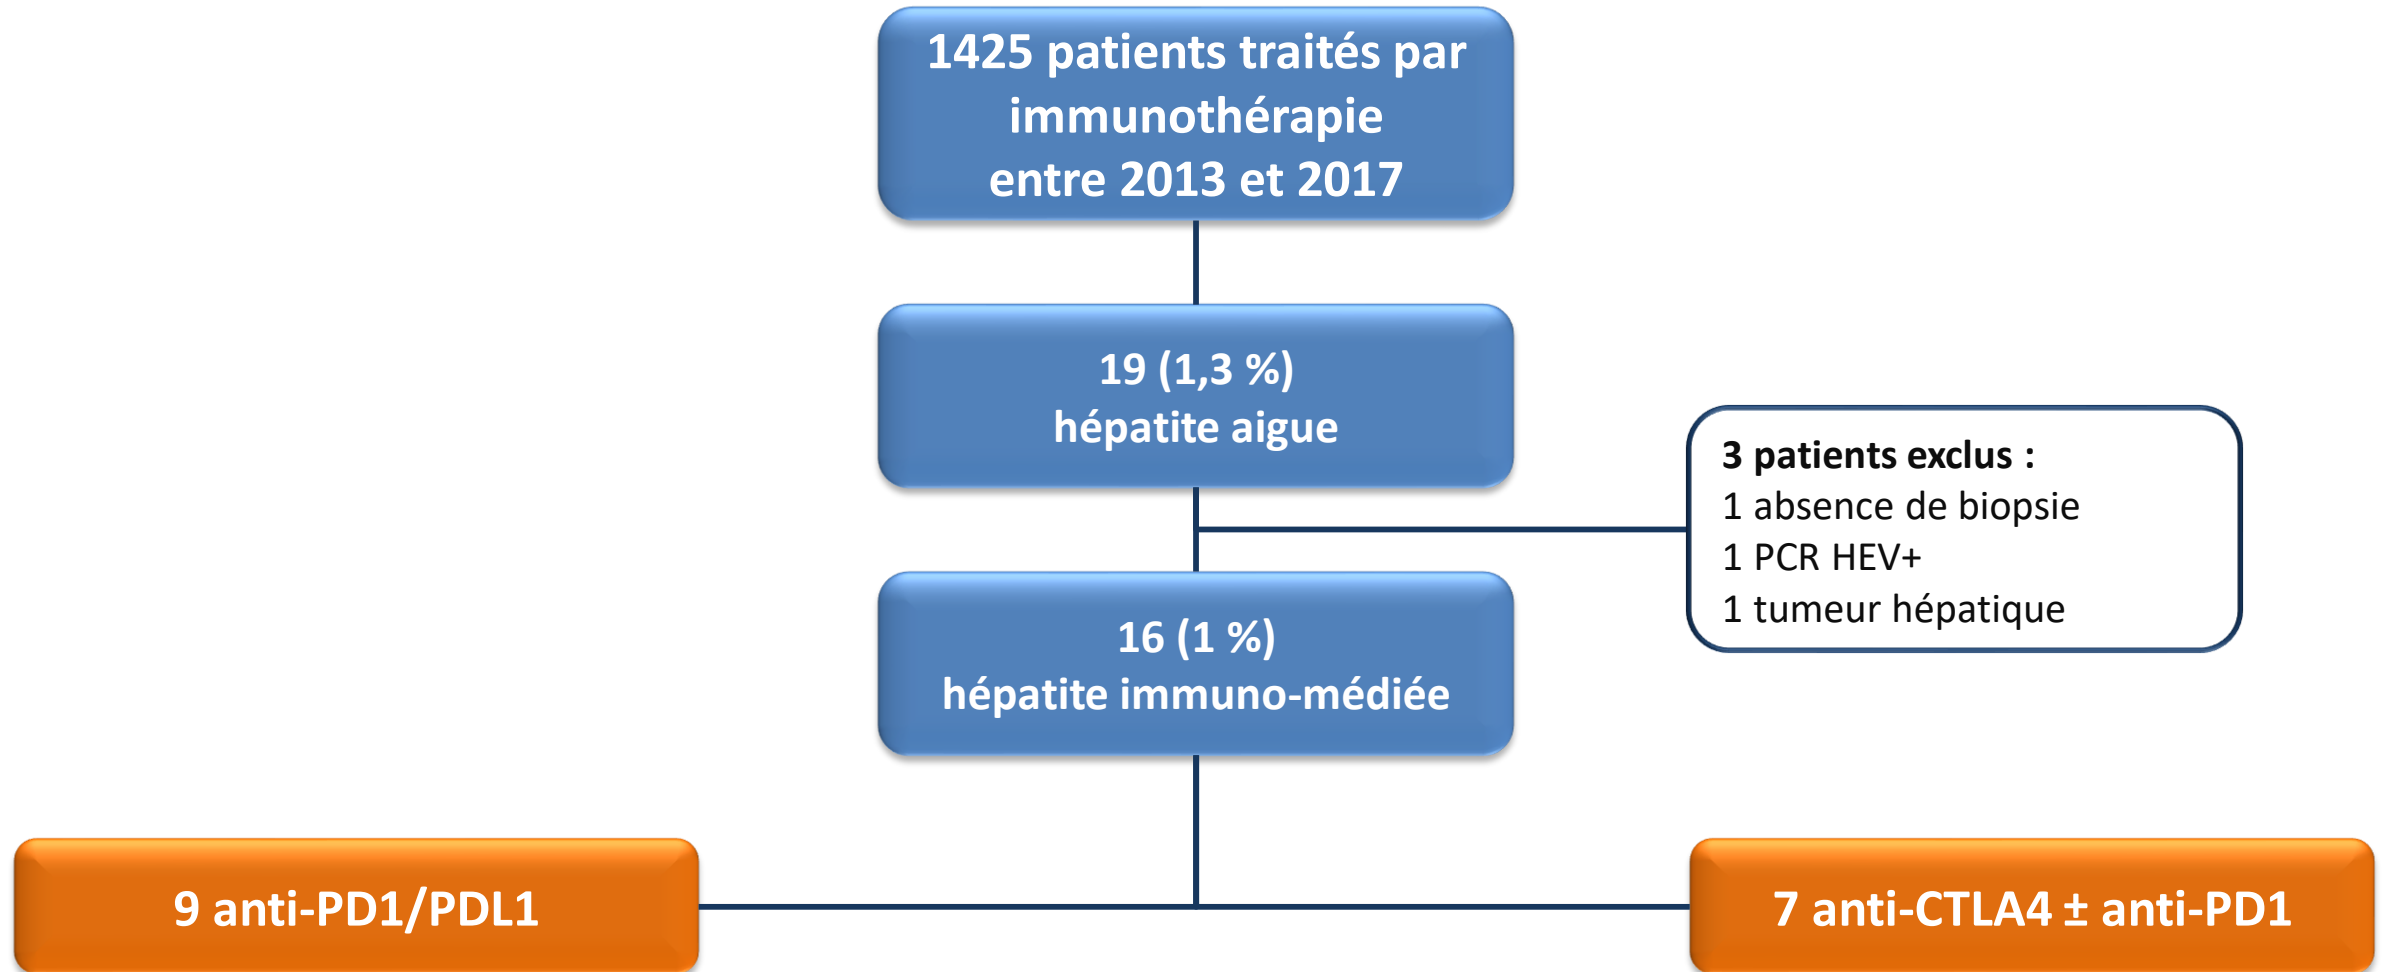 1425 patients traités par
immunothérapie
entre 2013 et 2017
19 (1,3 %)
hépatite aigue
3 patients exclus :
1 absence de biopsie
1 PCR HEV+
1 tumeur hépatique
16 (1 %)
hépatite immuno-médiée
9 anti-PD1/PDL1
7 anti-CTLA4 ± anti-PD1